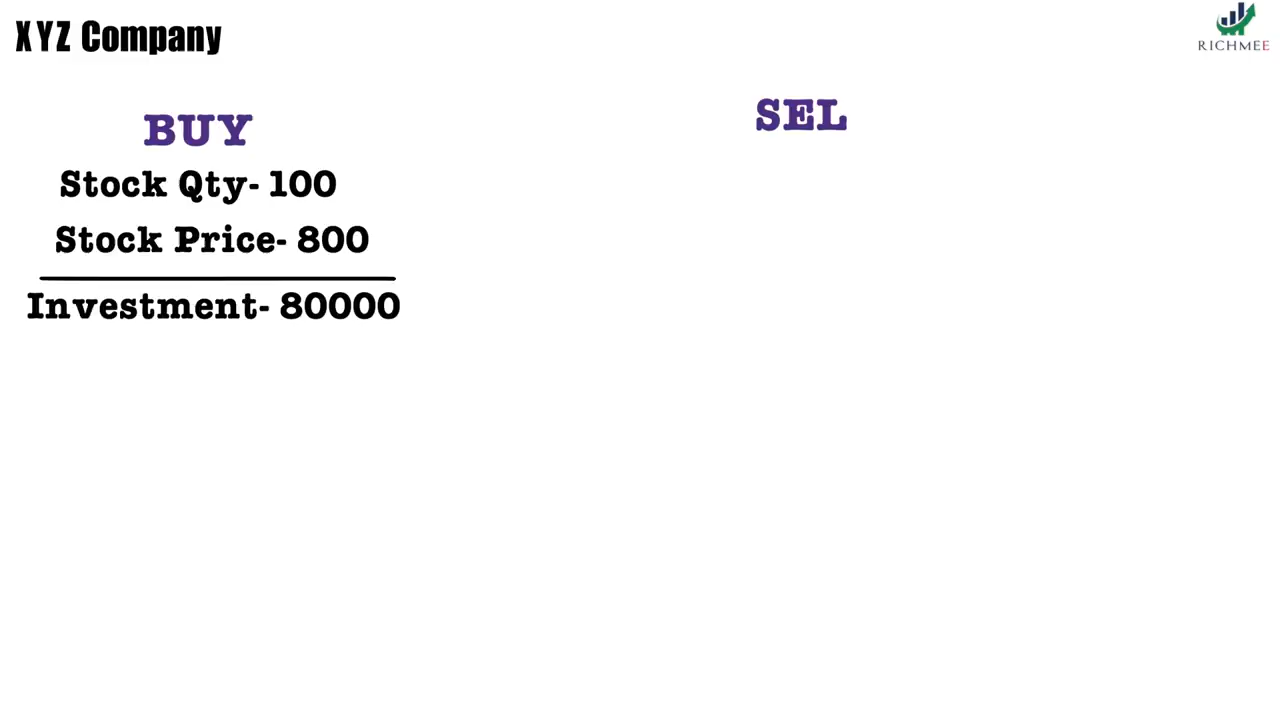 XYZ Company
RICHMEE
BUY
SEL
Stock Qty- 100
Stock Price- 800
Investment- 80000